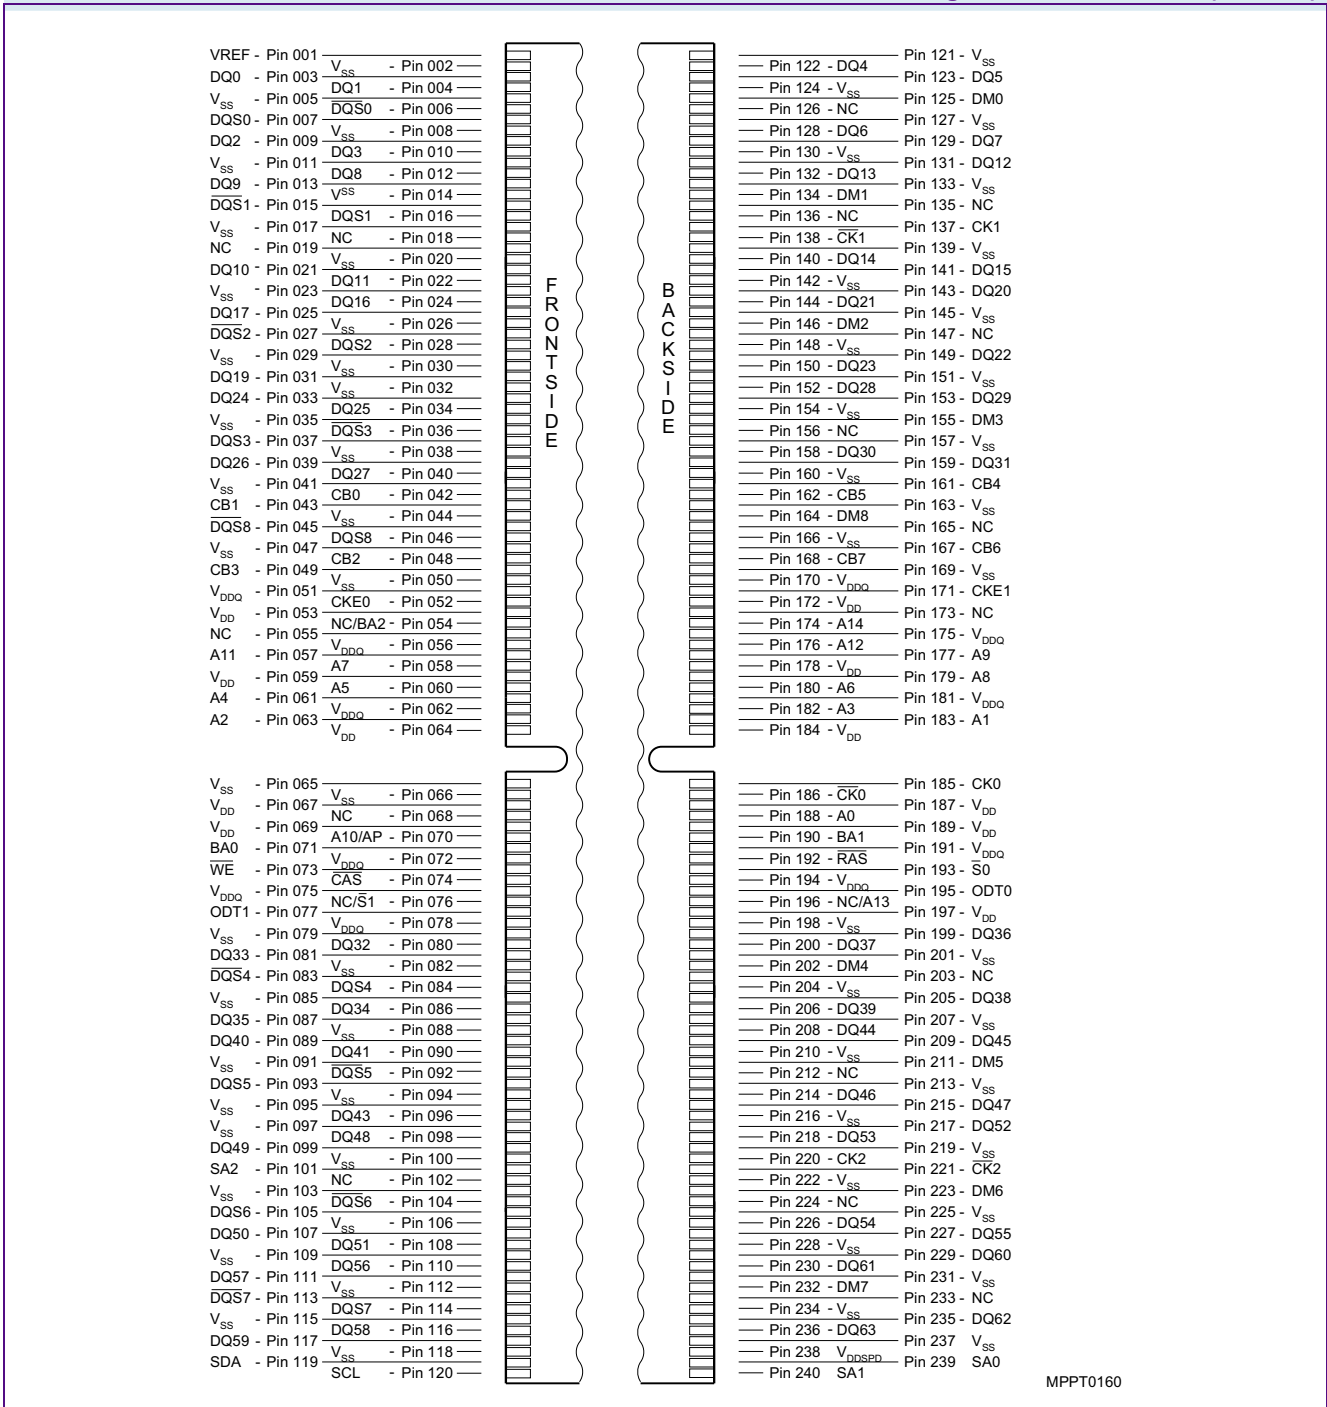 VREF - Pin 001
VSS - Pin 002
DQ0 - Pin 003
DQ1 - Pin 004
VSS - Pin 005
DQS0 - Pin 006
DQS0 - Pin 007
VSS - Pin 008
DQ2 - Pin 009
DQ3 - Pin 010
VSS - Pin 011
DQ8 - Pin 012
DQ9 - Pin 013
VSS - Pin 014
DQS1 - Pin 015
DQS1 - Pin 016
VSS - Pin 017
NC - Pin 018
NC - Pin 019
VSS - Pin 020
DQ10 - Pin 021
DQ11 - Pin 022
VSS - Pin 023
DQ16 - Pin 024
DQ17 - Pin 025
VSS - Pin 026
DQS2 - Pin 027
DQS2 - Pin 028
VSS - Pin 029
VSS - Pin 030
DQ19 - Pin 031
VSS - Pin 032
DQ24 - Pin 033
DQ25 - Pin 034
VSS - Pin 035
DQS3 - Pin 036
DQS3 - Pin 037
VSS - Pin 038
DQ26 - Pin 039
DQ27 - Pin 040
VSS - Pin 041
CB0 - Pin 042
CB1 - Pin 043
VSS - Pin 044
DQS8 - Pin 045
DQS8 - Pin 046
VSS - Pin 047
CB2 - Pin 048
CB3 - Pin 049
VSS - Pin 050
VDDQ - Pin 051
CKE0 - Pin 052
VDD - Pin 053
NC/BA2 - Pin 054
NC - Pin 055
VDDQ - Pin 056
A11 - Pin 057
A7 - Pin 058
VDD - Pin 059
A5 - Pin 060
A4 - Pin 061
VDDQ - Pin 062
A2 - Pin 063
VDD - Pin 064
VSS - Pin 065
VSS - Pin 066
VDD - Pin 067
NC - Pin 068
VDD - Pin 069
A10/AP - Pin 070
BA0 - Pin 071
VDDQ - Pin 072
WE - Pin 073
CAS - Pin 074
VDDQ - Pin 075
NC/S1 - Pin 076
ODT1 - Pin 077
VDDQ - Pin 078
VSS - Pin 079
DQ32 - Pin 080
DQ33 - Pin 081
VSS - Pin 082
DQS4 - Pin 083
DQS4 - Pin 084
VSS - Pin 085
DQ34 - Pin 086
DQ35 - Pin 087
VSS - Pin 088
DQ40 - Pin 089
DQ41 - Pin 090
VSS - Pin 091
DQS5 - Pin 092
DQS5 - Pin 093
VSS - Pin 094
VSS - Pin 095
DQ43 - Pin 096
VSS - Pin 097
DQ48 - Pin 098
DQ49 - Pin 099
VSS - Pin 100
SA2 - Pin 101
NC - Pin 102
VSS - Pin 103
DQS6 - Pin 104
DQS6 - Pin 105
VSS - Pin 106
DQ50 - Pin 107
DQ51 - Pin 108
VSS - Pin 109
DQ56 - Pin 110
DQ57 - Pin 111
VSS - Pin 112
DQS7 - Pin 113
DQS7 - Pin 114
VSS - Pin 115
DQ58 - Pin 116
DQ59 - Pin 117
VSS - Pin 118
SDA - Pin 119
SCL - Pin 120
FRONTSIDE
BACKSIDE
Pin 121 - VSS
Pin 122 - DQ4
Pin 123 - DQ5
Pin 124 - VSS
Pin 125 - DM0
Pin 126 - NC
Pin 127 - VSS
Pin 128 - DQ6
Pin 129 - DQ7
Pin 130 - VSS
Pin 131 - DQ12
Pin 132 - DQ13
Pin 133 - VSS
Pin 134 - DM1
Pin 135 - NC
Pin 136 - NC
Pin 137 - CK1
Pin 138 - CK1
Pin 139 - VSS
Pin 140 - DQ14
Pin 141 - DQ15
Pin 142 - VSS
Pin 143 - DQ20
Pin 144 - DQ21
Pin 145 - VSS
Pin 146 - DM2
Pin 147 - NC
Pin 148 - VSS
Pin 149 - DQ22
Pin 150 - DQ23
Pin 151 - VSS
Pin 152 - DQ28
Pin 153 - DQ29
Pin 154 - VSS
Pin 155 - DM3
Pin 156 - NC
Pin 157 - VSS
Pin 158 - DQ30
Pin 159 - DQ31
Pin 160 - VSS
Pin 161 - CB4
Pin 162 - CB5
Pin 163 - VSS
Pin 164 - DM8
Pin 165 - NC
Pin 166 - VSS
Pin 167 - CB6
Pin 168 - CB7
Pin 169 - VSS
Pin 170 - VDDQ
Pin 171 - CKE1
Pin 172 - VDD
Pin 173 - NC
Pin 174 - A14
Pin 175 - VDDQ
Pin 176 - A12
Pin 177 - A9
Pin 178 - VDD
Pin 179 - A8
Pin 180 - A6
Pin 181 - VDDQ
Pin 182 - A3
Pin 183 - A1
Pin 184 - VDD
Pin 185 - CK0
Pin 186 - CK0
Pin 187 - VDD
Pin 188 - A0
Pin 189 - VDD
Pin 190 - BA1
Pin 191 - VDDQ
Pin 192 - RAS
Pin 193 - S0
Pin 194 - VDDQ
Pin 195 - ODT0
Pin 196 - NC/A13
Pin 197 - VDD
Pin 198 - VSS
Pin 199 - DQ36
Pin 200 - DQ37
Pin 201 - VSS
Pin 202 - DM4
Pin 203 - NC
Pin 204 - VSS
Pin 205 - DQ38
Pin 206 - DQ39
Pin 207 - VSS
Pin 208 - DQ44
Pin 209 - DQ45
Pin 210 - VSS
Pin 211 - DM5
Pin 212 - NC
Pin 213 - VSS
Pin 214 - DQ46
Pin 215 - DQ47
Pin 216 - VSS
Pin 217 - DQ52
Pin 218 - DQ53
Pin 219 - VSS
Pin 220 - CK2
Pin 221 - CK2
Pin 222 - VSS
Pin 223 - DM6
Pin 224 - NC
Pin 225 - VSS
Pin 226 - DQ54
Pin 227 - DQ55
Pin 228 - VSS
Pin 229 - DQ60
Pin 230 - DQ61
Pin 231 - VSS
Pin 232 - DM7
Pin 233 - NC
Pin 234 - VSS
Pin 235 - DQ62
Pin 236 - DQ63
Pin 237 VSS
Pin 238 VDDSPD
Pin 239 SA0
Pin 240 SA1
MPPT0160